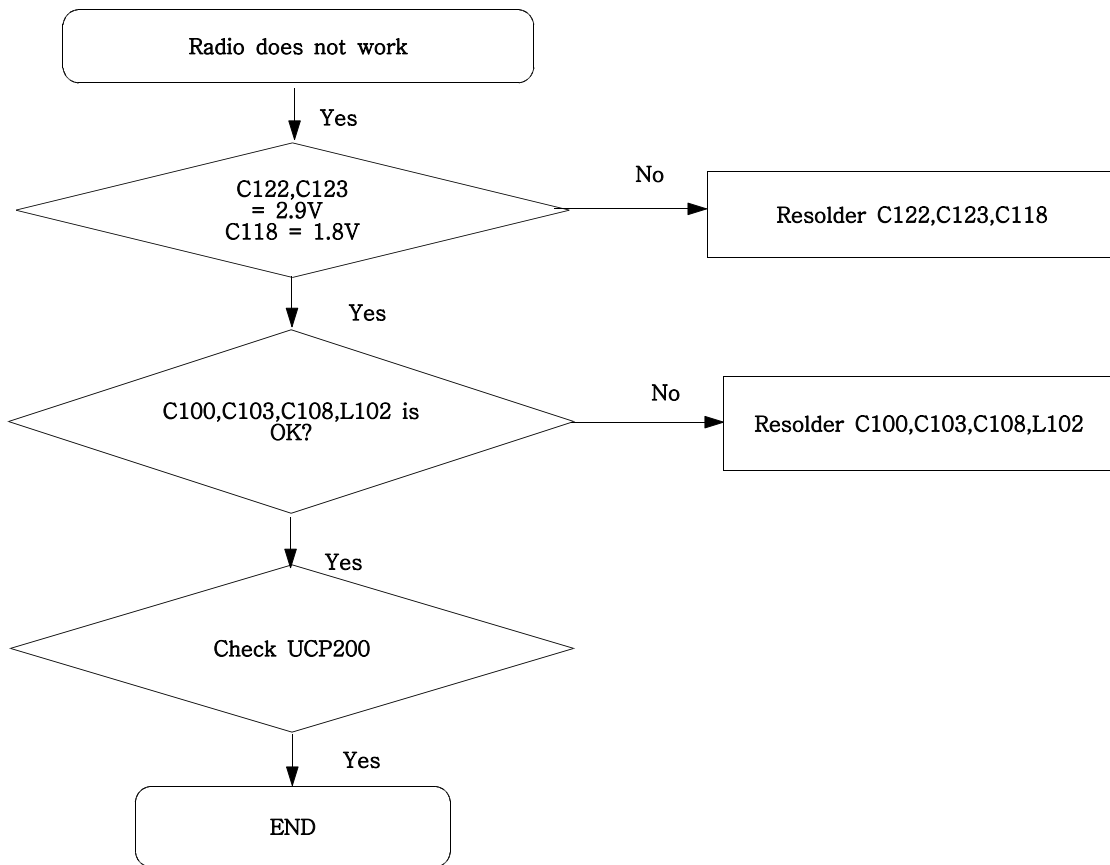 Radio does not work
Yes
C122,C123
= 2.9V
C118 = 1.8V
No
Resolder C122,C123,C118
Yes
C100,C103,C108,L102 is
OK?
No
Resolder C100,C103,C108,L102
Yes
Check UCP200
Yes
END